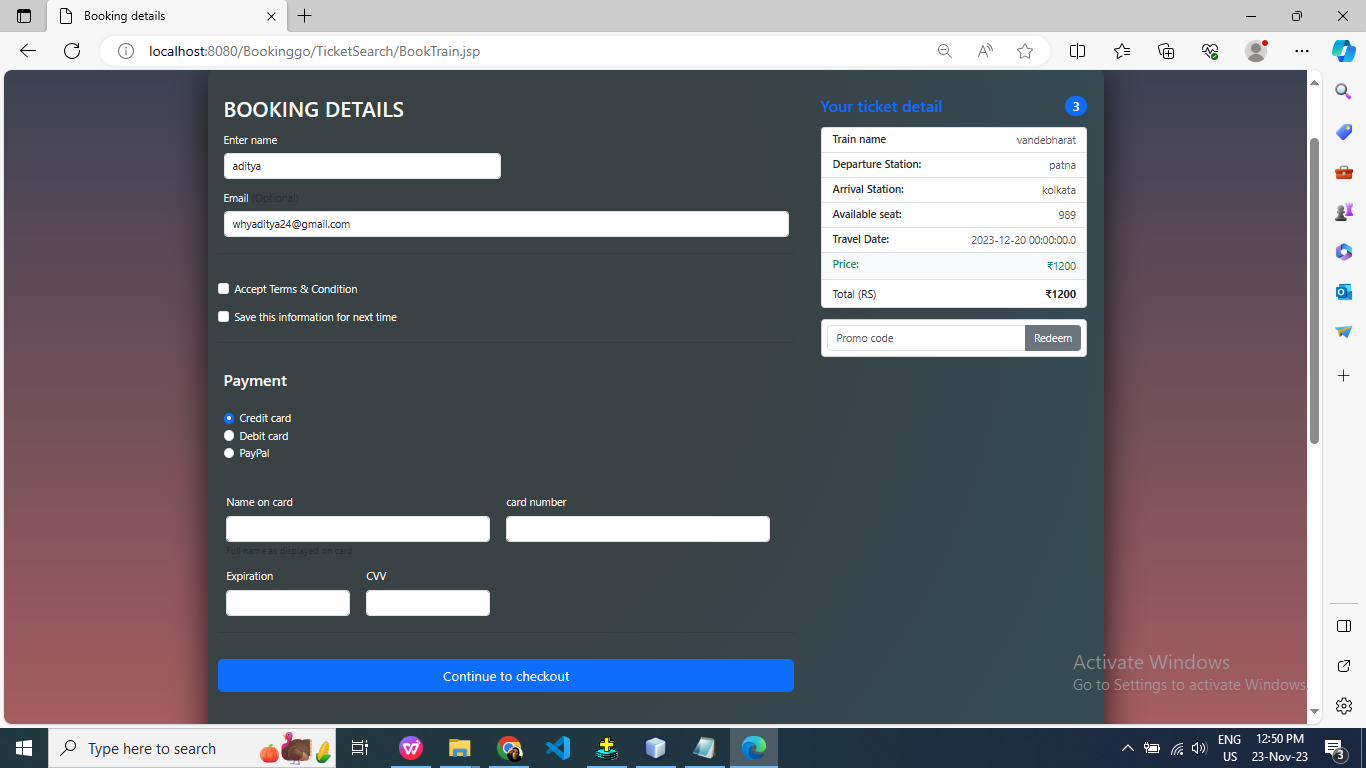 Booking details
localhost:8080/Bookinggo/TicketSearch/BookTrain.jsp
BOOKING DETAILS
Enter name
aditya
Email (Optional)
whyaditya24@gmail.com
Accept Terms & Condition
Save this information for next time
Payment
Credit card
Debit card
PayPal
Name on card
card number
Full name as displayed on card
Expiration
CVV
Continue to checkout
Your ticket detail
3
Train name
vandebharat
Departure Station:
patna
Arrival Station:
kolkata
Available seat:
989
Travel Date:
2023-12-20 00:00:00.0
Price:
₹1200
Total (RS)
₹1200
Promo code
Redeem
Activate Windows
Go to Settings to activate Windows.
Type here to search
ENG
US
12:50 PM
23-Nov-23
3